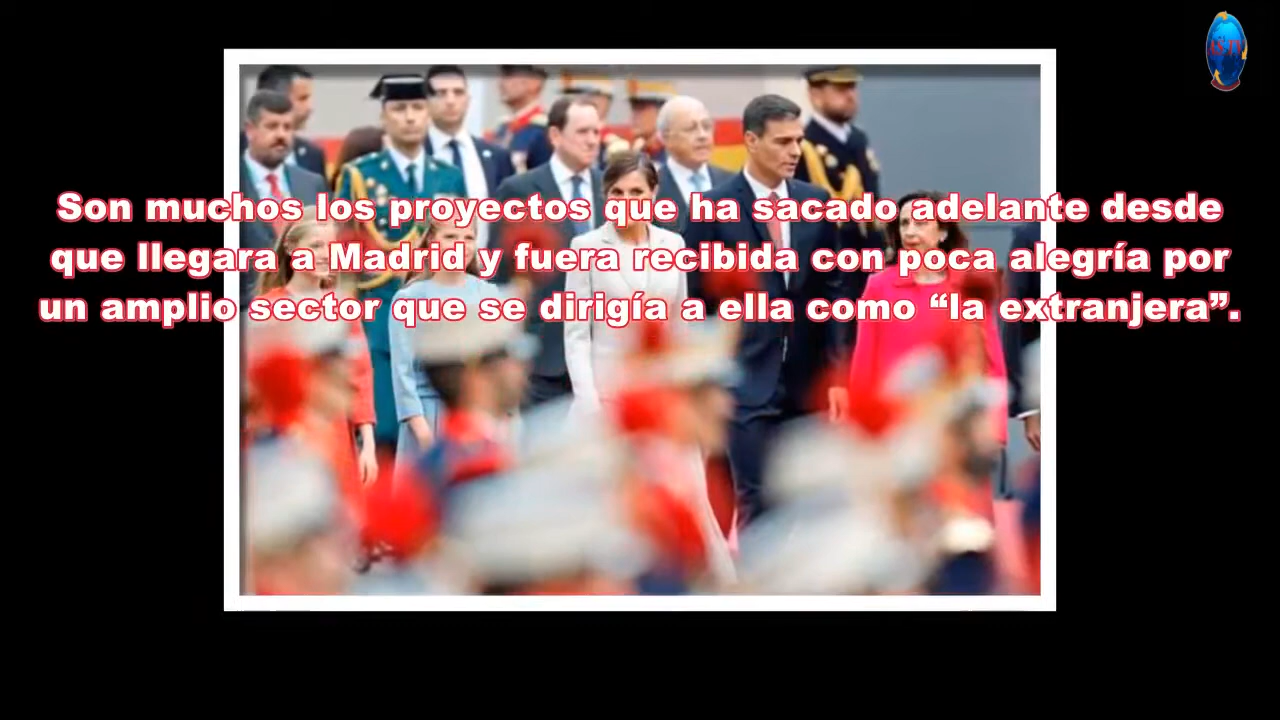 Son muchos los proyectos que ha sacado adelante desde
que llegara a Madrid y fuera recibida con poca alegría por
un amplio sector que se dirigía a ella como “la extranjera”.